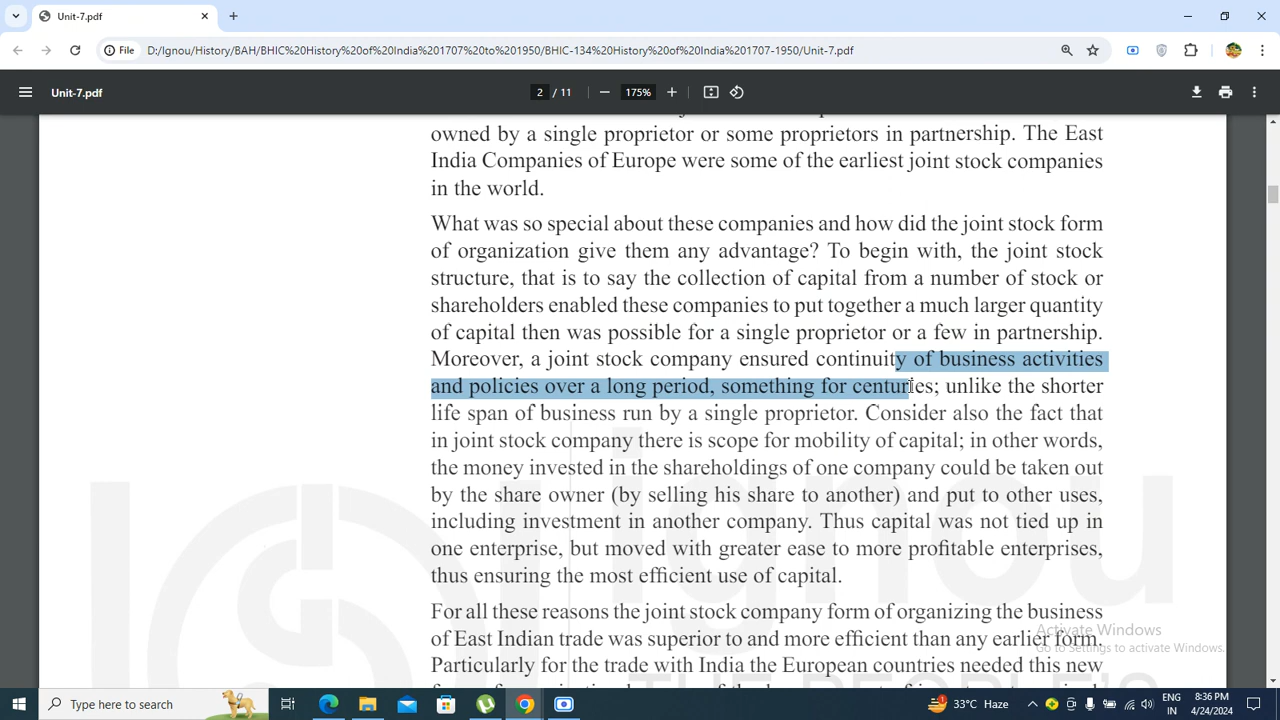 Unit-7.pdf
File
D:/Ignou/History/BAH/BHIC%20History%20of%20India%201707%20to%201950/BHIC-134%20History%20of%20India%201707-1950/Unit-7.pdf
Unit-7.pdf
2 / 11
175%
owned by a single proprietor or some proprietors in partnership. The East
India Companies of Europe were some of the earliest joint stock companies
in the world.
What was so special about these companies and how did the joint stock form
of organization give them any advantage? To begin with, the joint stock
structure, that is to say the collection of capital from a number of stock or
shareholders enabled these companies to put together a much larger quantity
of capital then was possible for a single proprietor or a few in partnership.
Moreover, a joint stock company ensured continuity of business activities
and policies over a long period, something for centuries; unlike the shorter
life span of business run by a single proprietor. Consider also the fact that
in joint stock company there is scope for mobility of capital; in other words,
the money invested in the shareholdings of one company could be taken out
by the share owner (by selling his share to another) and put to other uses,
including investment in another company. Thus capital was not tied up in
one enterprise, but moved with greater ease to more profitable enterprises,
thus ensuring the most efficient use of capital.
For all these reasons the joint stock company form of organizing the business
of East Indian trade was superior to and more efficient than any earlier form.
Particularly for the trade with India the European countries needed this new
ignou
THE PEOPLE'S
Activate Windows
Go to Settings to activate Windows.
Type here to search
33°C Haze
ENG
IN
8:36 PM
4/24/2024